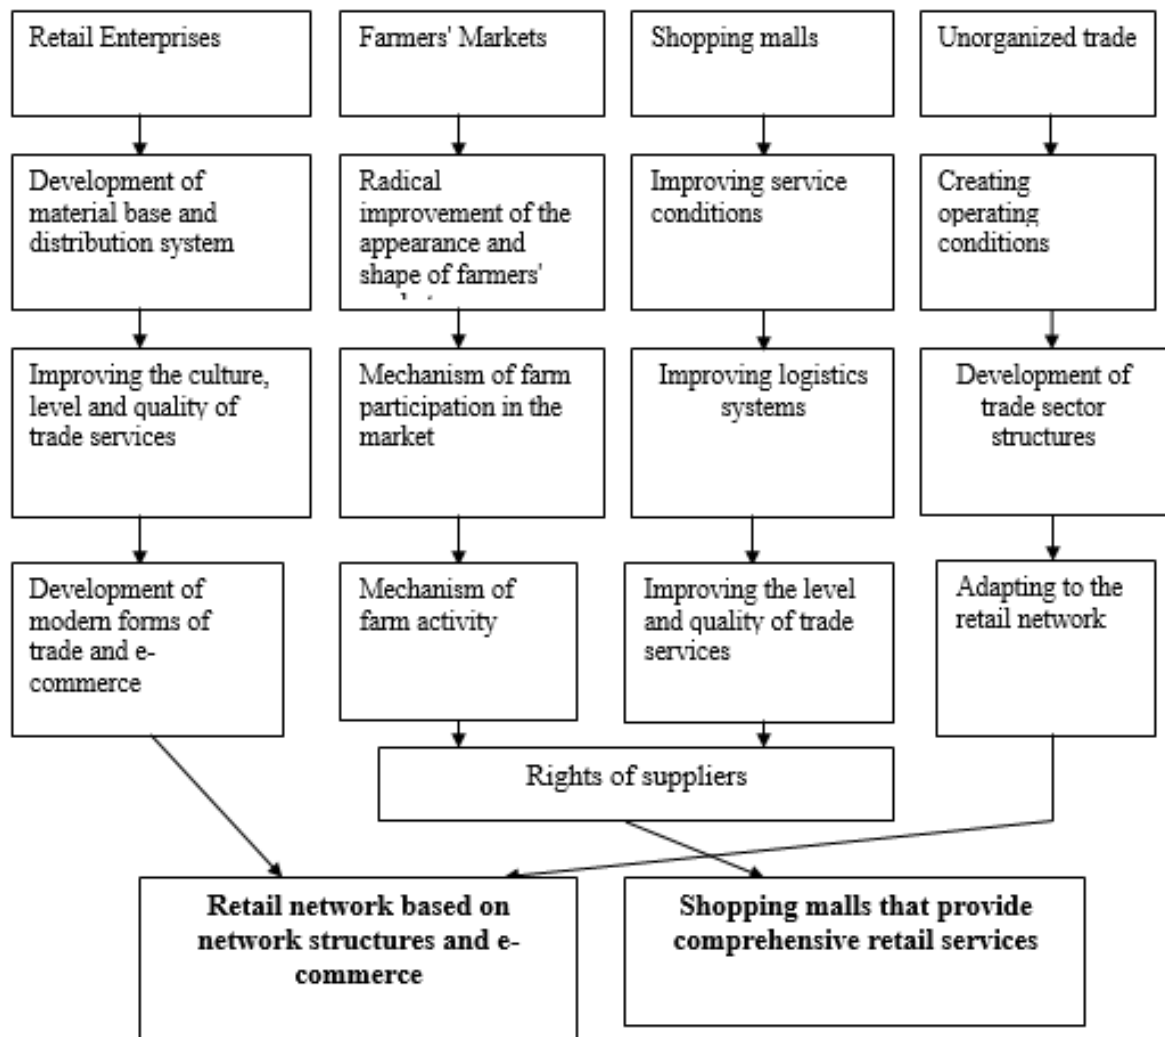 Retail Enterprises
Farmers' Markets
Shopping malls
Unorganized trade
Development of
material base and
distribution system
Radical
improvement of the
appearance and
shape of farmers'
Improving service
conditions
Creating
operating
conditions
Improving the culture,
level and quality of
trade services
Mechanism of farm
participation in the
market
Improving logistics
systems
Development of
trade sector
structures
Development of
modern forms of
trade and e-
commerce
Mechanism of
farm activity
Improving the level
and quality of trade
services
Adapting to the
retail network
Rights of suppliers
Retail network based on
network structures and e-
commerce
Shopping malls that provide
comprehensive retail services